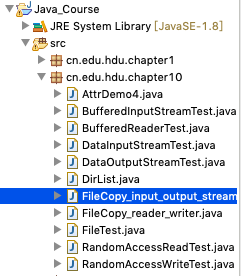 Java_Course
JRE System Library [JavaSE-1.8]
src
cn.edu.hdu.chapter1
cn.edu.hdu.chapter10
AttrDemo4.java
BufferedInputStreamTest.java
BufferedReaderTest.java
DataInputStreamTest.java
DataOutputStreamTest.java
DirList.java
FileCopy_input_output_stream
FileCopy_reader_writer.java
FileTest.java
RandomAccessReadTest.java
RandomAccessWriteTest.java